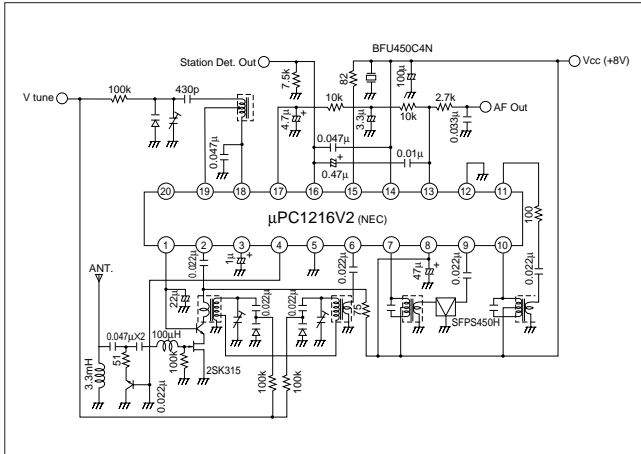 BFU450C4N
Station Det. Out
Vcc (+8V)
7.5k
82
100μ
V tune
100k
430p
2.7k
10k
10k
AF Out
4.7μ
+
3.3μ
0.033μ
0.047μ
0.047μ
0.01μ
+
0.47μ
20
19
18
17
16
15
14
13
12
11
μPC1216V2 (NEC)
100
1
2
3
4
5
6
7
8
9
10
ANT.
0.022μ
1μ
+
0.022μ
47μ
+
0.022μ
0.022μ
22μ
0.022μ
0.022μ
75
0.047μX2
100μH
SFPS450H
3.3mH
51
100k
2SK315
0.022μ
100k
100k